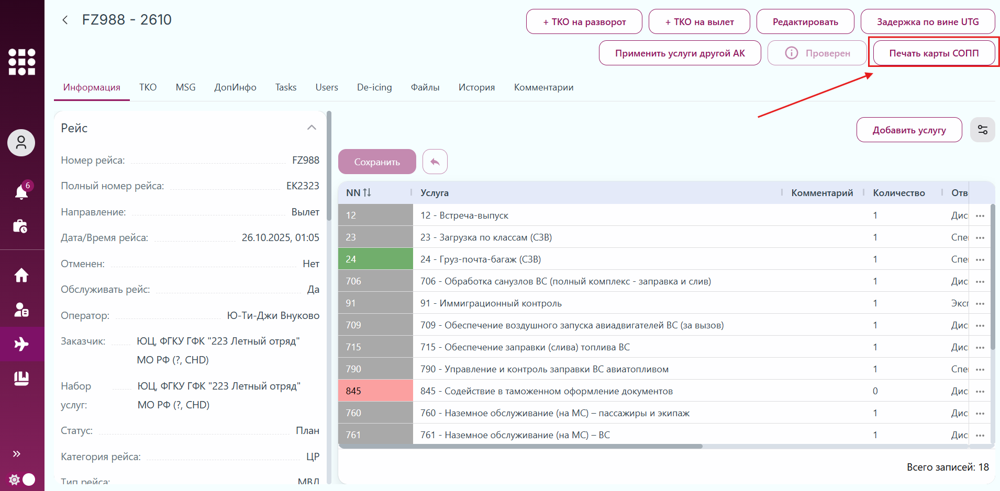 FZ988 - 2610
+ ТКО на разворот
+ ТКО на вылет
Редактировать
Задержка по вине UTG
Применить услуги другой АК
Проверен
Печать карты СОПП
Информация
ТКО
MSG
ДопИнфо
Tasks
Users
De-icing
Файлы
История
Комментарии
6
Рейс
Номер рейса: FZ988
Полный номер рейса: ЕК2323
Направление: Вылет
Дата/Время рейса: 26.10.2025, 01:05
Отменен: Нет
Обслуживать рейс: Да
Оператор: Ю-Ти-Джи Внуково
Заказчик: ЮЦ, ФГКУ ГФК "223 Летный отряд"
МО РФ (?, CHD)
Набор ЮЦ, ФГКУ ГФК "223 Летный отряд"
услуг: МО РФ (?, CHD)
Статус: План
Категория рейса: ЦР
Тип рейса: МВЛ
Добавить услугу
Сохранить
NN Услуга Комментарий Количество Отв
12 12 - Встреча-выпуск 1 Дис ...
23 23 - Загрузка по классам (СЗВ) 1 Спе ...
24 24 - Груз-почта-багаж (СЗВ) 1 Спе ...
706 706 - Обработка санузлов ВС (полный комплекс - заправка и слив) 1 Дис ...
91 91 - Иммиграционный контроль 1 Эксп ...
709 709 - Обеспечение воздушного запуска авиадвигателей ВС (за вызов) 1 Дис ...
715 715 - Обеспечение заправки (слива) топлива ВС 1 Дис ...
790 790 - Управление и контроль заправки ВС авиатопливом 1 Спе ...
845 845 - Содействие в таможенном оформление документов 0 Дис ...
760 760 - Наземное обслуживание (на МС) – пассажиры и экипаж 1 Дис ...
761 761 - Наземное обслуживание (на МС) – ВС 1 Дис ...
Всего записей: 18